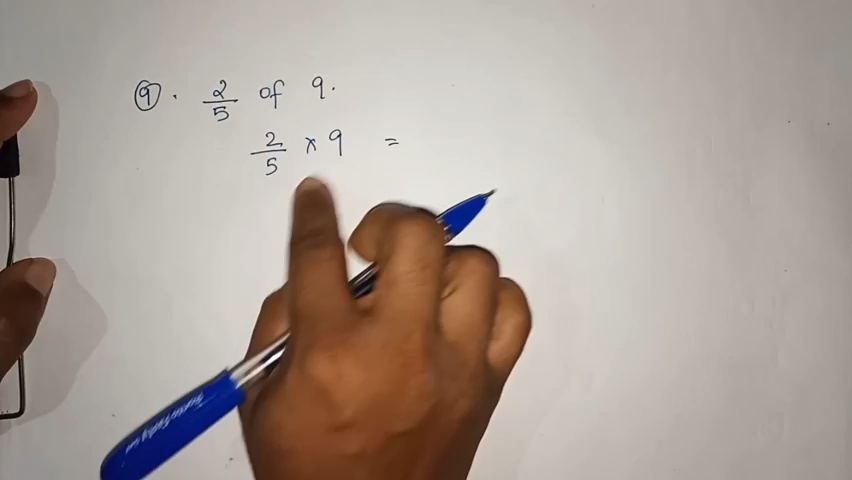 9. 2/5 of 9.
2/5 × 9 =